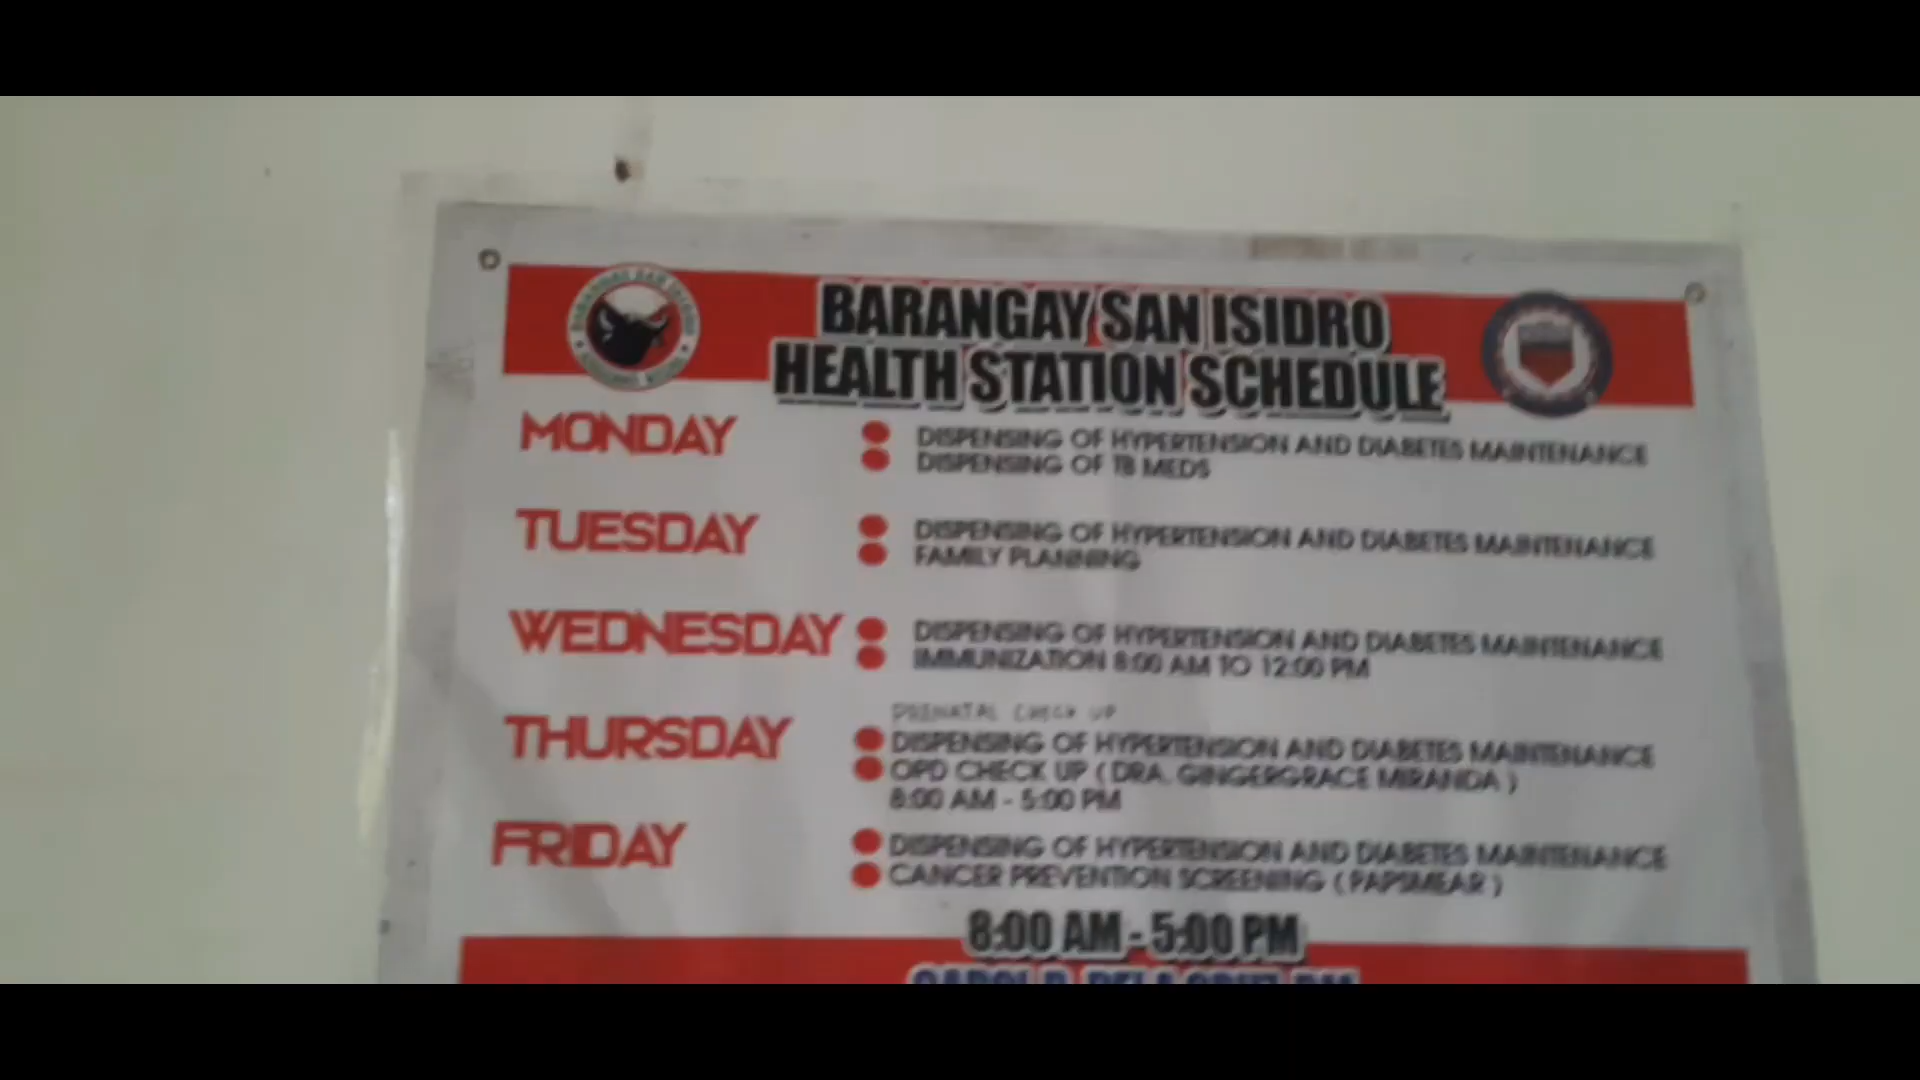 BARANGAY SAN ISIDRO
HEALTH STATION SCHEDULE
MONDAY
DISPENSING OF HYPERTENSION AND DIABETES MAINTENANCE
DISPENSING OF TB MEDS
TUESDAY
DISPENSING OF HYPERTENSION AND DIABETES MAINTENANCE
FAMILY PLANNING
WEDNESDAY
DISPENSING OF HYPERTENSION AND DIABETES MAINTENANCE
IMMUNIZATION 8:00 AM TO 12:00 PM
THURSDAY
PRENATAL CHECK UP
DISPENSING OF HYPERTENSION AND DIABETES MAINTENANCE
OPD CHECK UP ( DRA. GINGERGRACE MIRANDA )
8:00 AM - 5:00 PM
FRIDAY
DISPENSING OF HYPERTENSION AND DIABETES MAINTENANCE
CANCER PREVENTION SCREENING ( PAPSMEAR )
8:00 AM - 5:00 PM